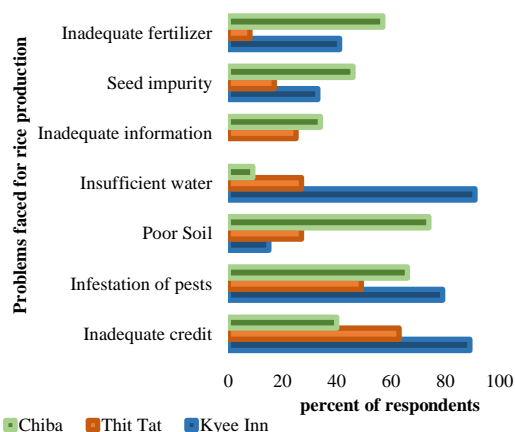 Problems faced for rice production
Inadequate fertilizer
Seed impurity
Inadequate information
Insufficient water
Poor Soil
Infestation of pests
Inadequate credit
0 20 40 60 80 100
percent of respondents
Chiba Thit Tat Kyee Inn